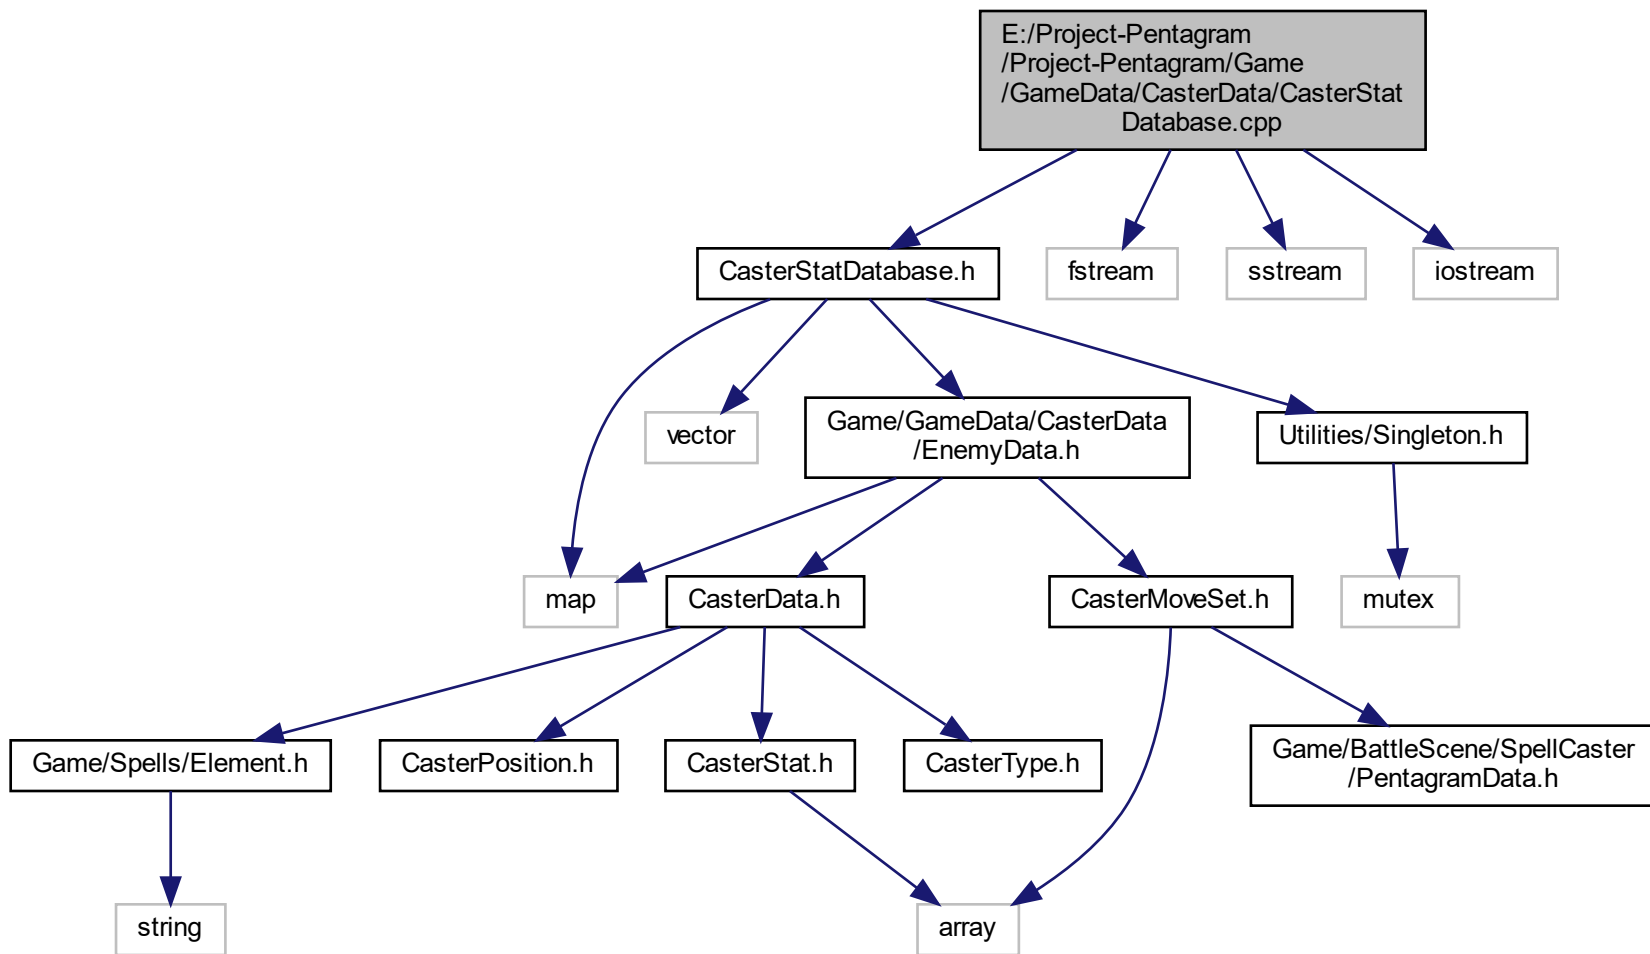 E:/Project-Pentagram
/Project-Pentagram/Game
/GameData/CasterData/CasterStat
Database.cpp
CasterStatDatabase.h
fstream
sstream
iostream
vector
Game/GameData/CasterData
/EnemyData.h
Utilities/Singleton.h
map
CasterData.h
CasterMoveSet.h
mutex
Game/Spells/Element.h
CasterPosition.h
CasterStat.h
CasterType.h
Game/BattleScene/SpellCaster
/PentagramData.h
string
array